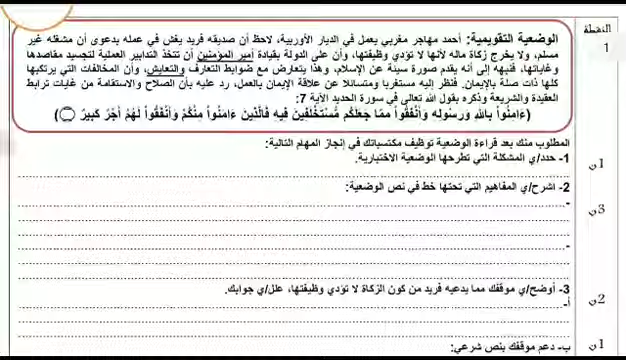 النقطة
1
الوضعية التقويمية: أحمد مهاجر مغربي يعمل في الديار الأوربية، لاحظ أن صديقه فريد يغش في عمله بدعوى أن مشغله غير
مسلم، ولا يخرج زكاة ماله لأنها لا تؤدي وظيفتها، وأن على الدولة بقيادة أمير المؤمنين أن تتخذ التدابير العملية لتجسيد مقاصدها
وغاياتها، فنبهه إلى أنه يقدم صورة سيئة عن الإسلام، وهذا يتعارض مع ضوابط التعارف والتعايش، وأن المخالفات التي يرتكبها
كلها ذات صلة بالإيمان. فنظر إليه مستغربا ومتسائلا عن علاقة الإيمان بالعمل، رد عليه بأن الصلاح والاستقامة من غايات ترابط
العقيدة والشريعة وذكره بقول الله تعالى في سورة الحديد الآية 7:
(ءَامِنُوا بِاللَّهِ وَرَسُولِهِ وَأَنفِقُوا مِمَّا جَعَلَكُم مُّسْتَخْلَفِينَ فِيهِ فَالَّذِينَ ءَامَنُوا مِنكُمْ وَأَنفَقُوا لَهُمْ أَجْرٌ كَبِيرٌ)
المطلوب منك بعد قراءة الوضعية توظيف مكتسباتك في إنجاز المهام التالية:
1- حدد/ي المشكلة التي تطرحها الوضعية الاختبارية.
1ن
2- اشرح/ي المفاهيم التي تحتها خط في نص الوضعية:
-
3ن
-
3- أوضح/ي موقفك مما يدعيه فريد من كون الزكاة لا تؤدي وظيفتها، علل/ي جوابك.
أ-
2ن
ب- دعم موقفك بنص شرعي:
1ن